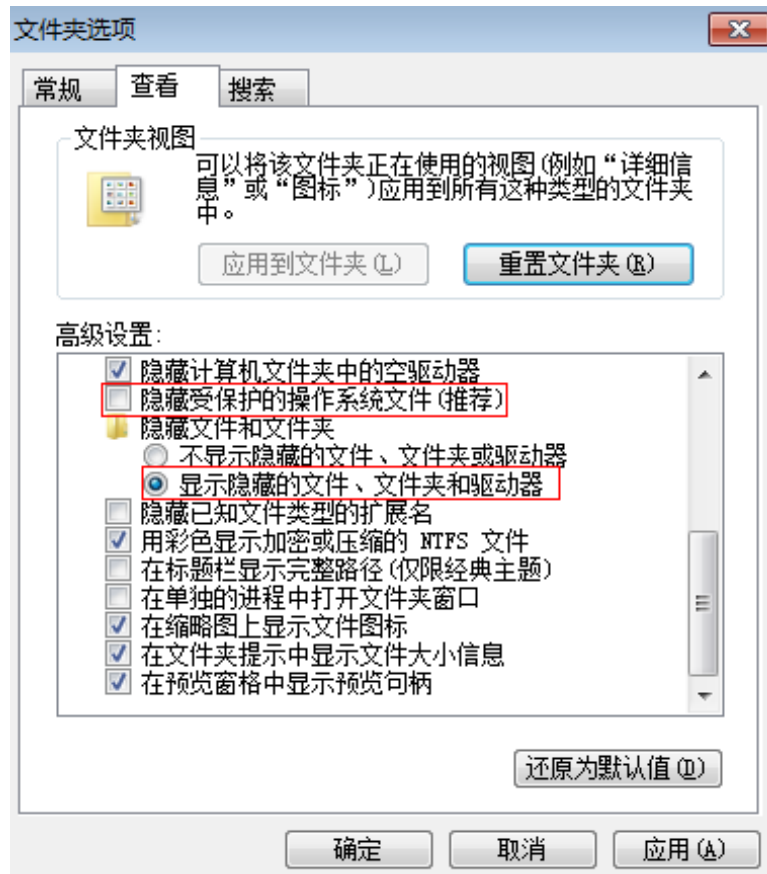 文件夹选项
常规 查看 搜索
文件夹视图
可以将该文件夹正在使用的视图(例如“详细信
息”或“图标”)应用到所有这种类型的文件夹
中。
应用到文件夹(L) 重置文件夹(R)
高级设置:
隐藏计算机文件夹中的空驱动器
隐藏受保护的操作系统文件(推荐)
隐藏文件和文件夹
不显示隐藏的文件、文件夹或驱动器
显示隐藏的文件、文件夹和驱动器
隐藏已知文件类型的扩展名
用彩色显示加密或压缩的 NTFS 文件
在标题栏显示完整路径(仅限经典主题)
在单独的进程中打开文件夹窗口
在缩略图上显示文件图标
在文件夹提示中显示文件大小信息
在预览窗格中显示预览句柄
还原为默认值(D)
确定 取消 应用(A)